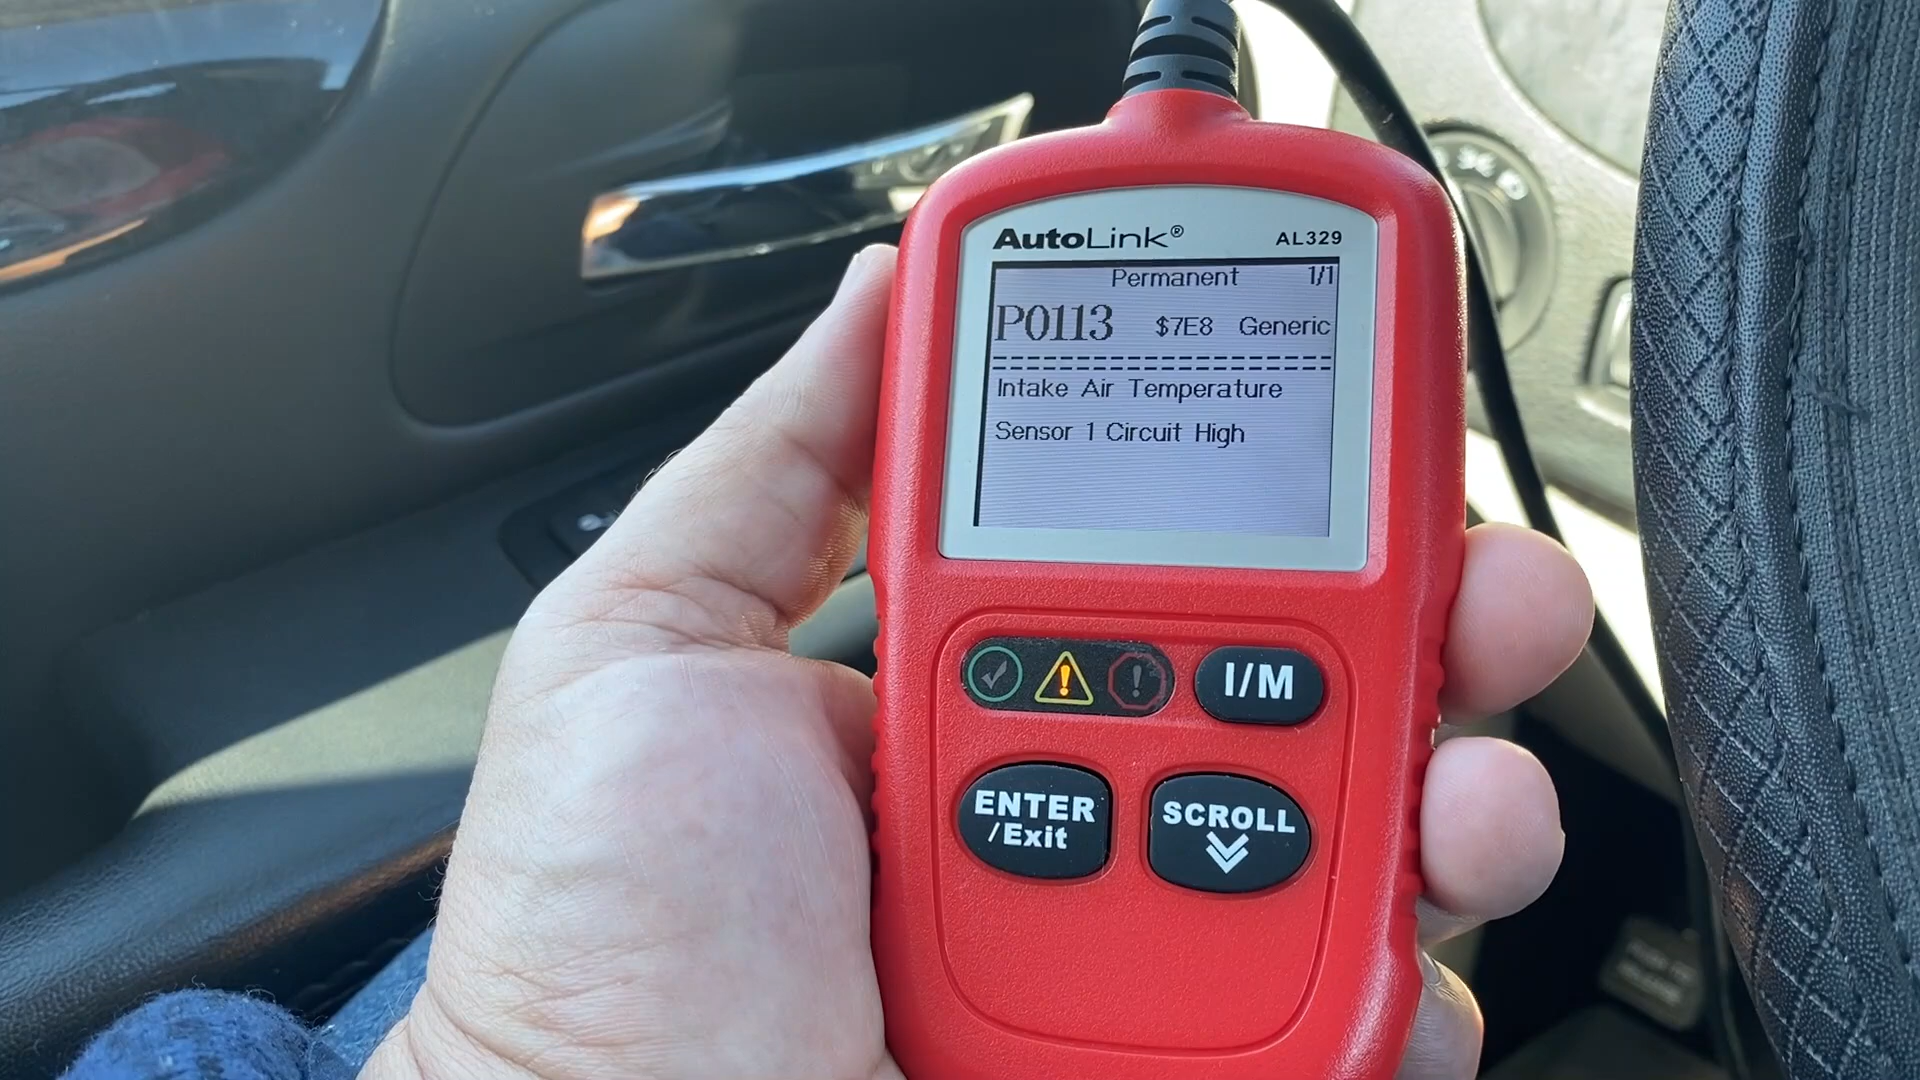 AutoLink® AL329
Permanent 1/1
P0113 $7E8 Generic
Intake Air Temperature
Sensor 1 Circuit High
I/M
ENTER
/Exit
SCROLL